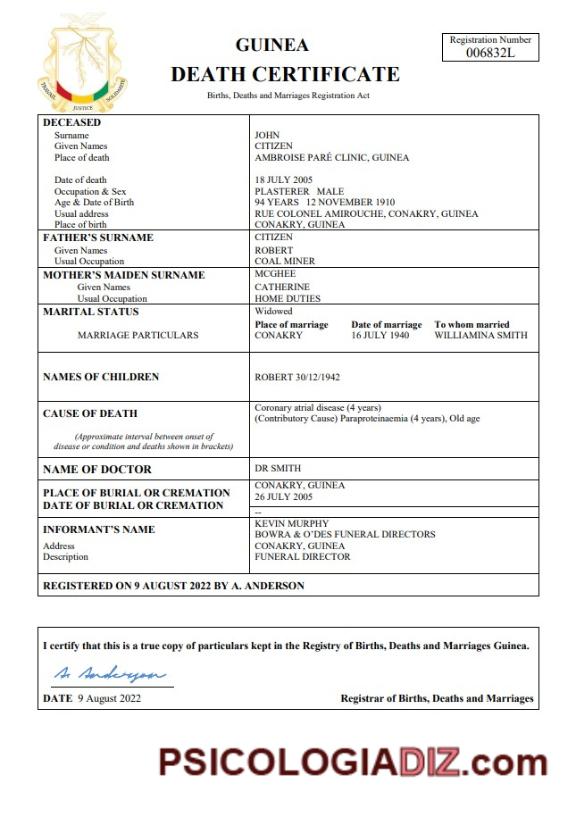 GUINEA
DEATH CERTIFICATE
Births, Deaths and Marriages Registration Act
Registration Number
006832L
TRAVAIL JUSTICE SOLIDARITE
DECEASED
Surname JOHN
Given Names CITIZEN
Place of death AMBROISE PARÉ CLINIC, GUINEA
Date of death 18 JULY 2005
Occupation & Sex PLASTERER MALE
Age & Date of Birth 94 YEARS 12 NOVEMBER 1910
Usual address RUE COLONEL AMIROUCHE, CONAKRY, GUINEA
Place of birth CONAKRY, GUINEA
FATHER'S SURNAME CITIZEN
Given Names ROBERT
Usual Occupation COAL MINER
MOTHER'S MAIDEN SURNAME MCGHEE
Given Names CATHERINE
Usual Occupation HOME DUTIES
MARITAL STATUS Widowed
Place of marriage Date of marriage To whom married
MARRIAGE PARTICULARS CONAKRY 16 JULY 1940 WILLIAMINA SMITH
NAMES OF CHILDREN ROBERT 30/12/1942
CAUSE OF DEATH Coronary atrial disease (4 years)
(Contributory Cause) Paraproteinaemia (4 years), Old age
(Approximate interval between onset of
disease or condition and deaths shown in brackets)
NAME OF DOCTOR DR SMITH
PLACE OF BURIAL OR CREMATION CONAKRY, GUINEA
DATE OF BURIAL OR CREMATION 26 JULY 2005
--
INFORMANT'S NAME KEVIN MURPHY
BOWRA & O'DES FUNERAL DIRECTORS
Address CONAKRY, GUINEA
Description FUNERAL DIRECTOR
REGISTERED ON 9 AUGUST 2022 BY A. ANDERSON
I certify that this is a true copy of particulars kept in the Registry of Births, Deaths and Marriages Guinea.
A. Anderson
DATE 9 August 2022 Registrar of Births, Deaths and Marriages
PSICOLOGIADIZ.com